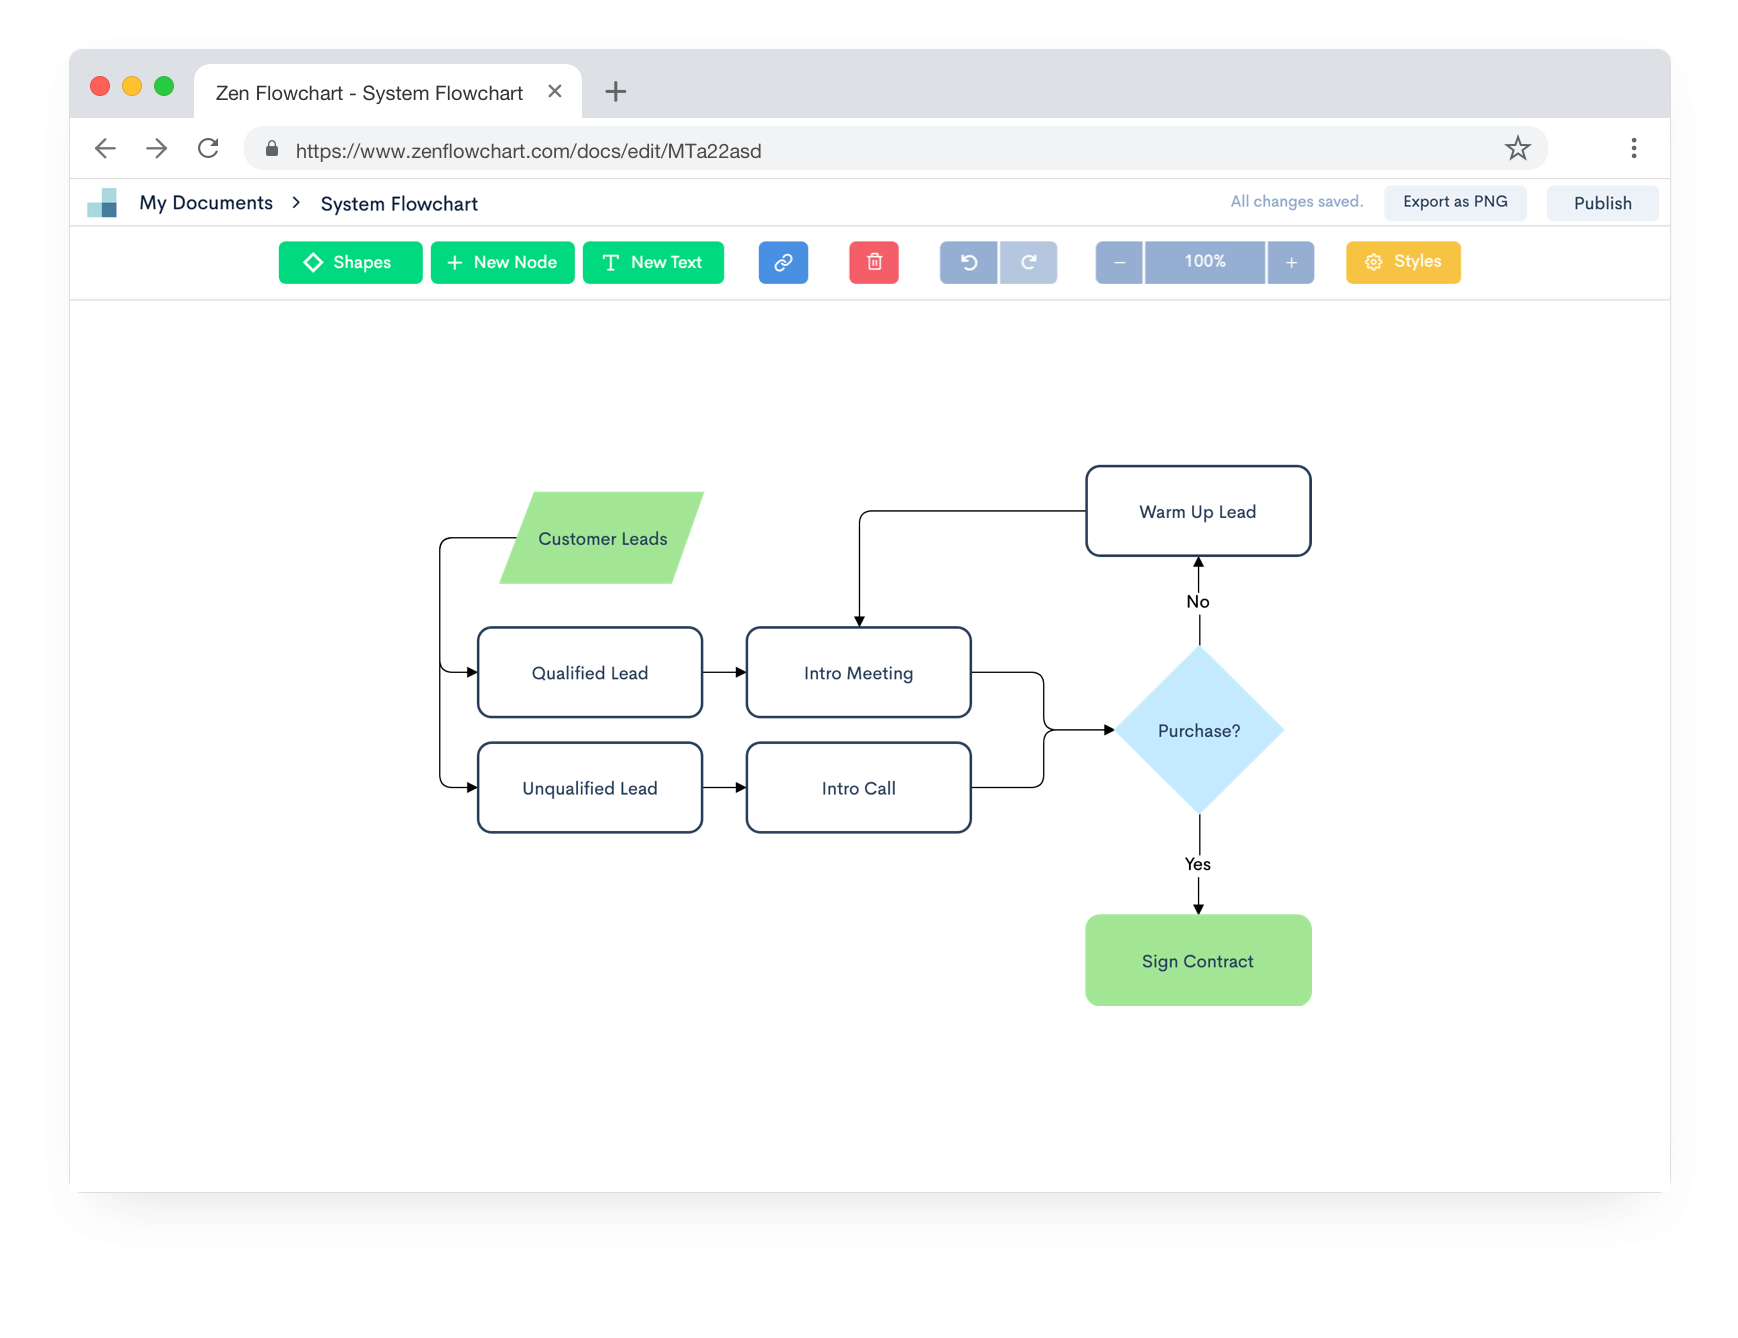 Zen Flowchart - System Flowchart
https://www.zenflowchart.com/docs/edit/MTa22asd
My Documents > System Flowchart
All changes saved.
Export as PNG
Publish
Shapes
+ New Node
T New Text
− 100% +
Styles
Customer Leads
Warm Up Lead
No
Qualified Lead
Intro Meeting
Purchase?
Unqualified Lead
Intro Call
Yes
Sign Contract